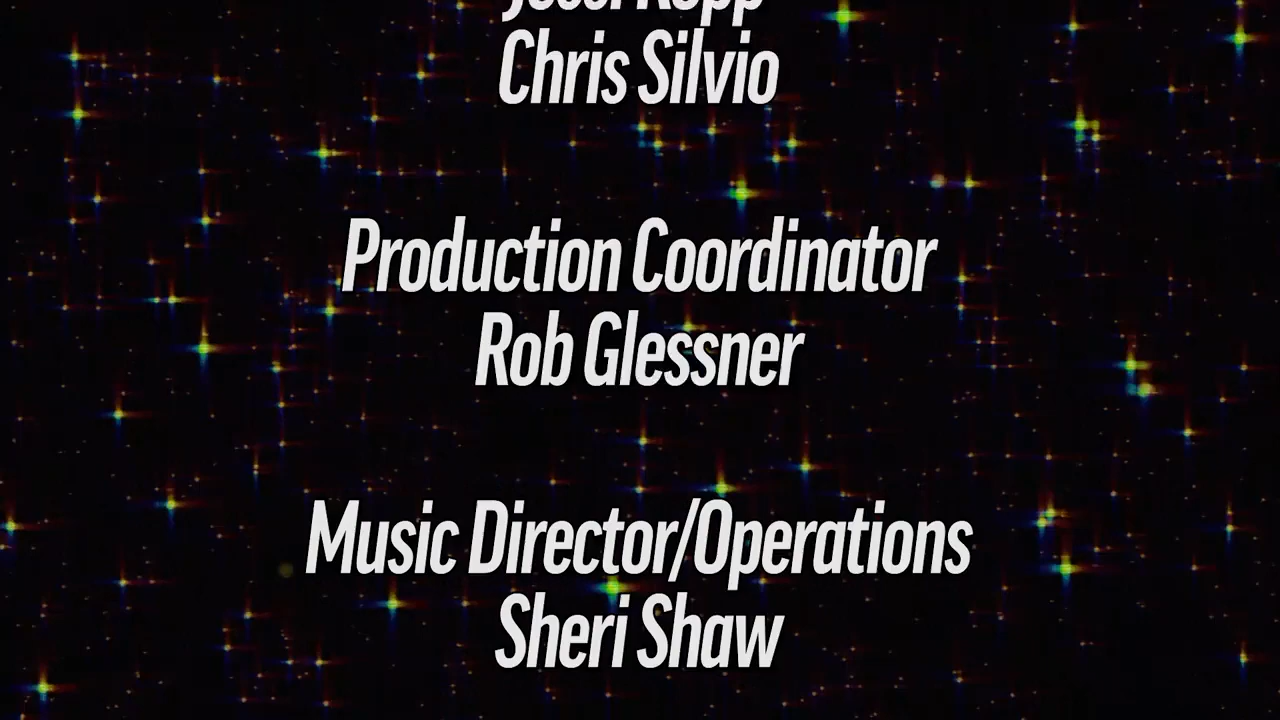 Chris Silvio
Production Coordinator
Rob Glessner
Music Director/Operations
Sheri Shaw